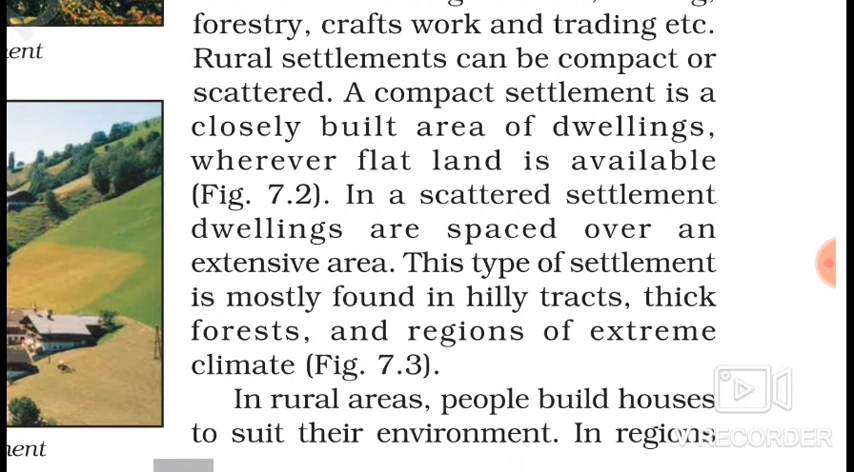 forestry, crafts work and trading etc.
Rural settlements can be compact or
scattered. A compact settlement is a
closely built area of dwellings,
wherever flat land is available
(Fig. 7.2). In a scattered settlement
dwellings are spaced over an
extensive area. This type of settlement
is mostly found in hilly tracts, thick
forests, and regions of extreme
climate (Fig. 7.3).
In rural areas, people build houses
to suit their environment. In regions
ent
ent
V RECORDER